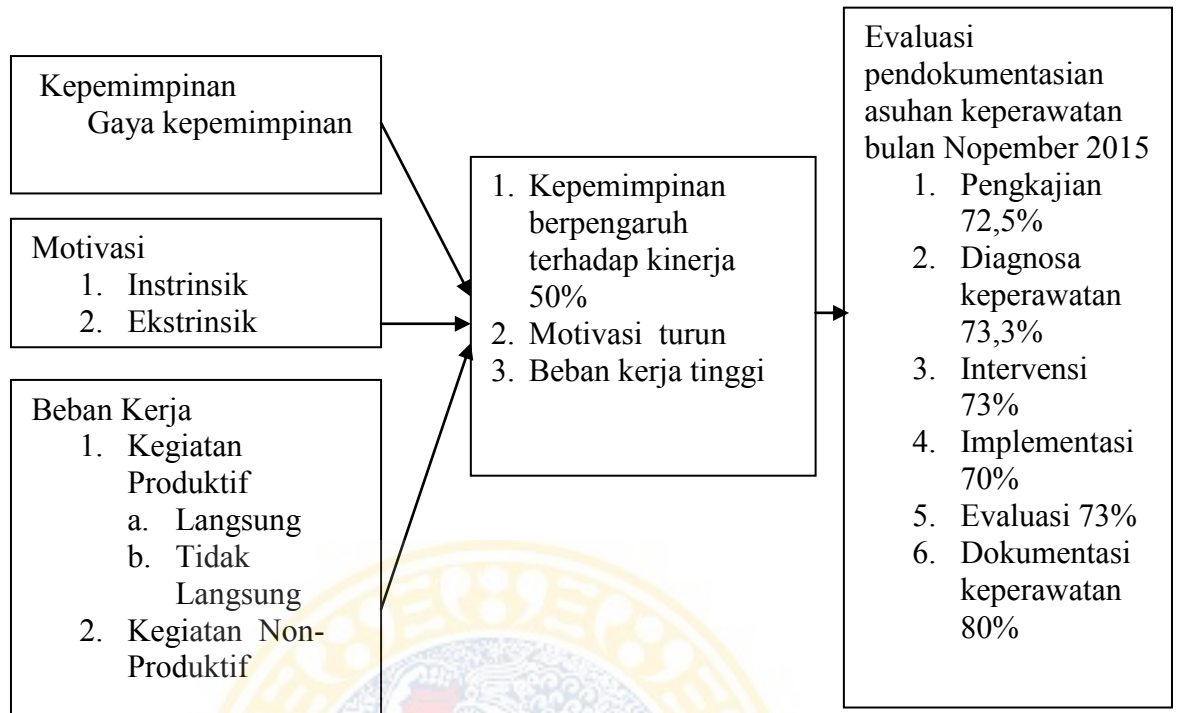 Kepemimpinan
Gaya kepemimpinan
Motivasi
1. Instrinsik
2. Ekstrinsik
Beban Kerja
1. Kegiatan
Produktif
a. Langsung
b. Tidak
Langsung
2. Kegiatan Non-
Produktif
1. Kepemimpinan
berpengaruh
terhadap kinerja
50%
2. Motivasi turun
3. Beban kerja tinggi
Evaluasi
pendokumentasian
asuhan keperawatan
bulan Nopember 2015
1. Pengkajian
72,5%
2. Diagnosa
keperawatan
73,3%
3. Intervensi
73%
4. Implementasi
70%
5. Evaluasi 73%
6. Dokumentasi
keperawatan
80%